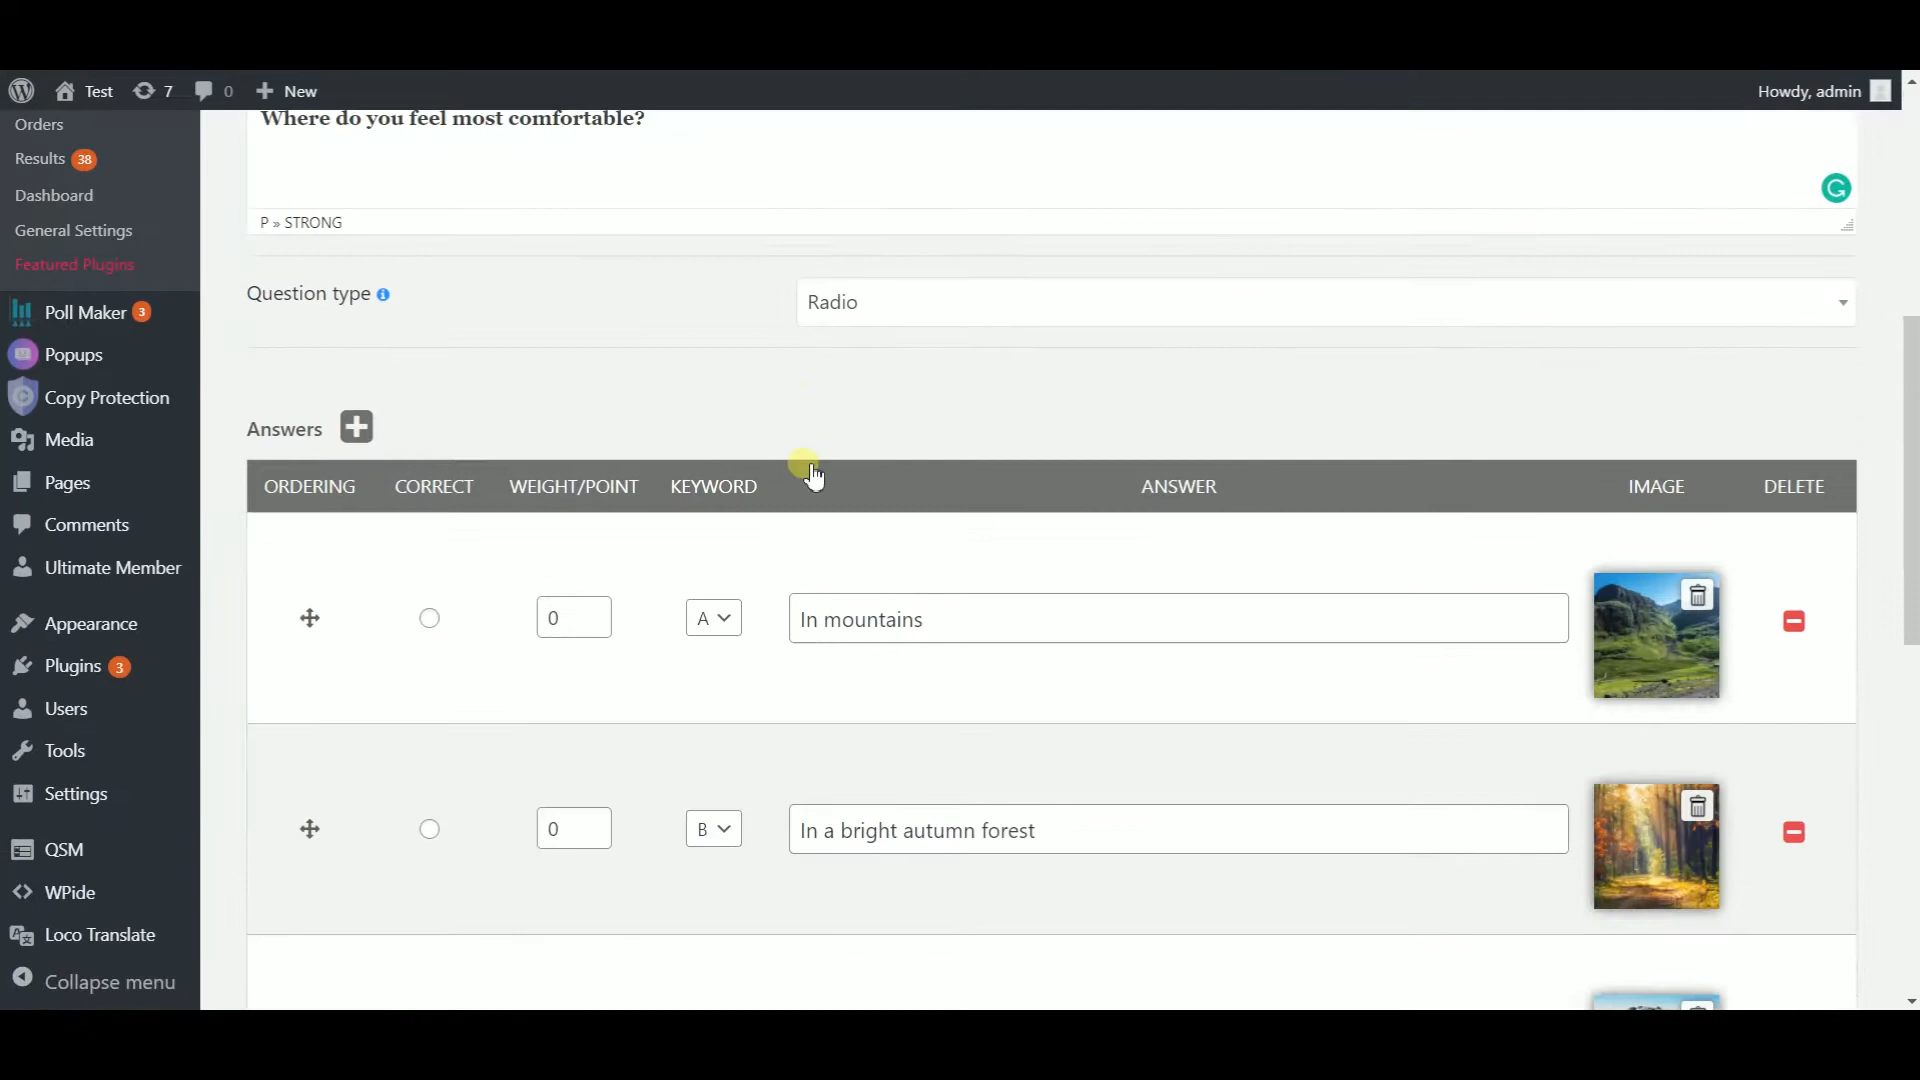 Test 7 0 New Howdy, admin
Orders
Results 38
Dashboard
General Settings
Featured Plugins
Poll Maker 3
Popups
Copy Protection
Media
Pages
Comments
Ultimate Member
Appearance
Plugins 3
Users
Tools
Settings
QSM
WPide
Loco Translate
Collapse menu
Where do you feel most comfortable?
P » STRONG
Question type
Radio
Answers
ORDERING CORRECT WEIGHT/POINT KEYWORD ANSWER IMAGE DELETE
0 A In mountains
0 B In a bright autumn forest